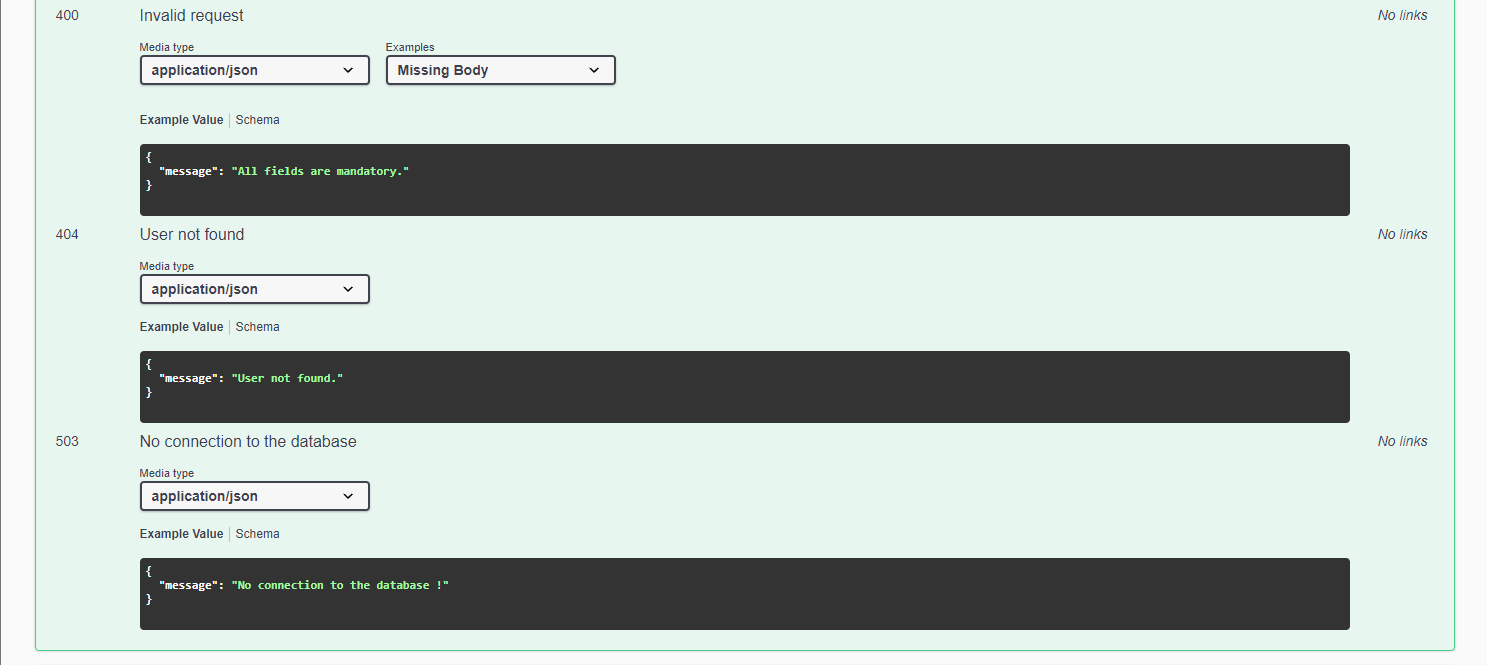 400 Invalid request No links
Media type Examples
application/json Missing Body
Example Value Schema
{
"message": "All fields are mandatory."
}
404 User not found No links
Media type
application/json
Example Value Schema
{
"message": "User not found."
}
503 No connection to the database No links
Media type
application/json
Example Value Schema
{
"message": "No connection to the database !"
}